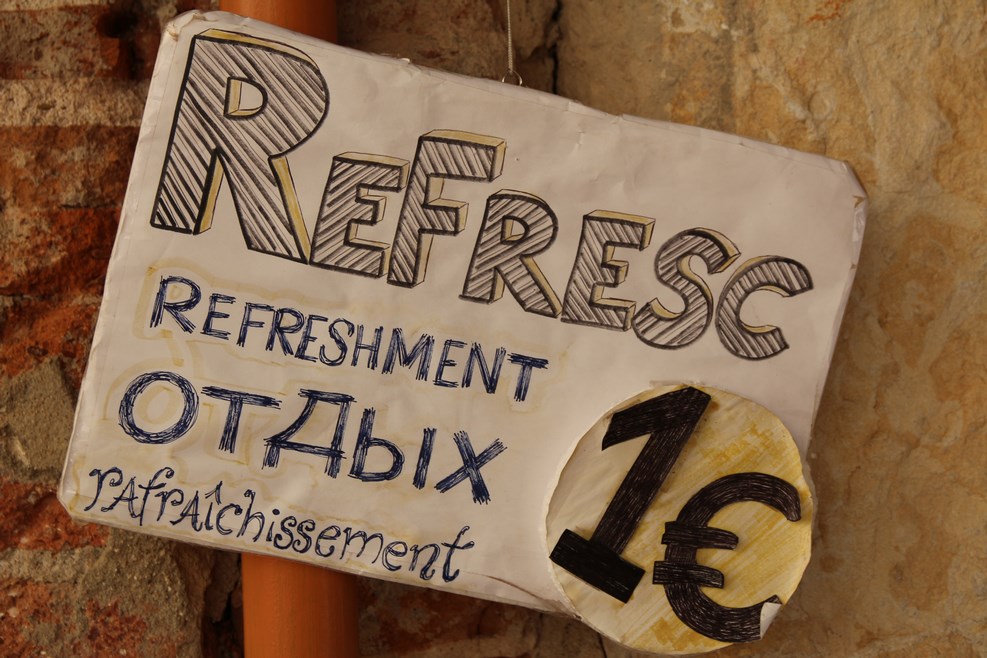 REFRESC
REFRESHMENT
ОТДЫХ
rAfrAîchissement
1€